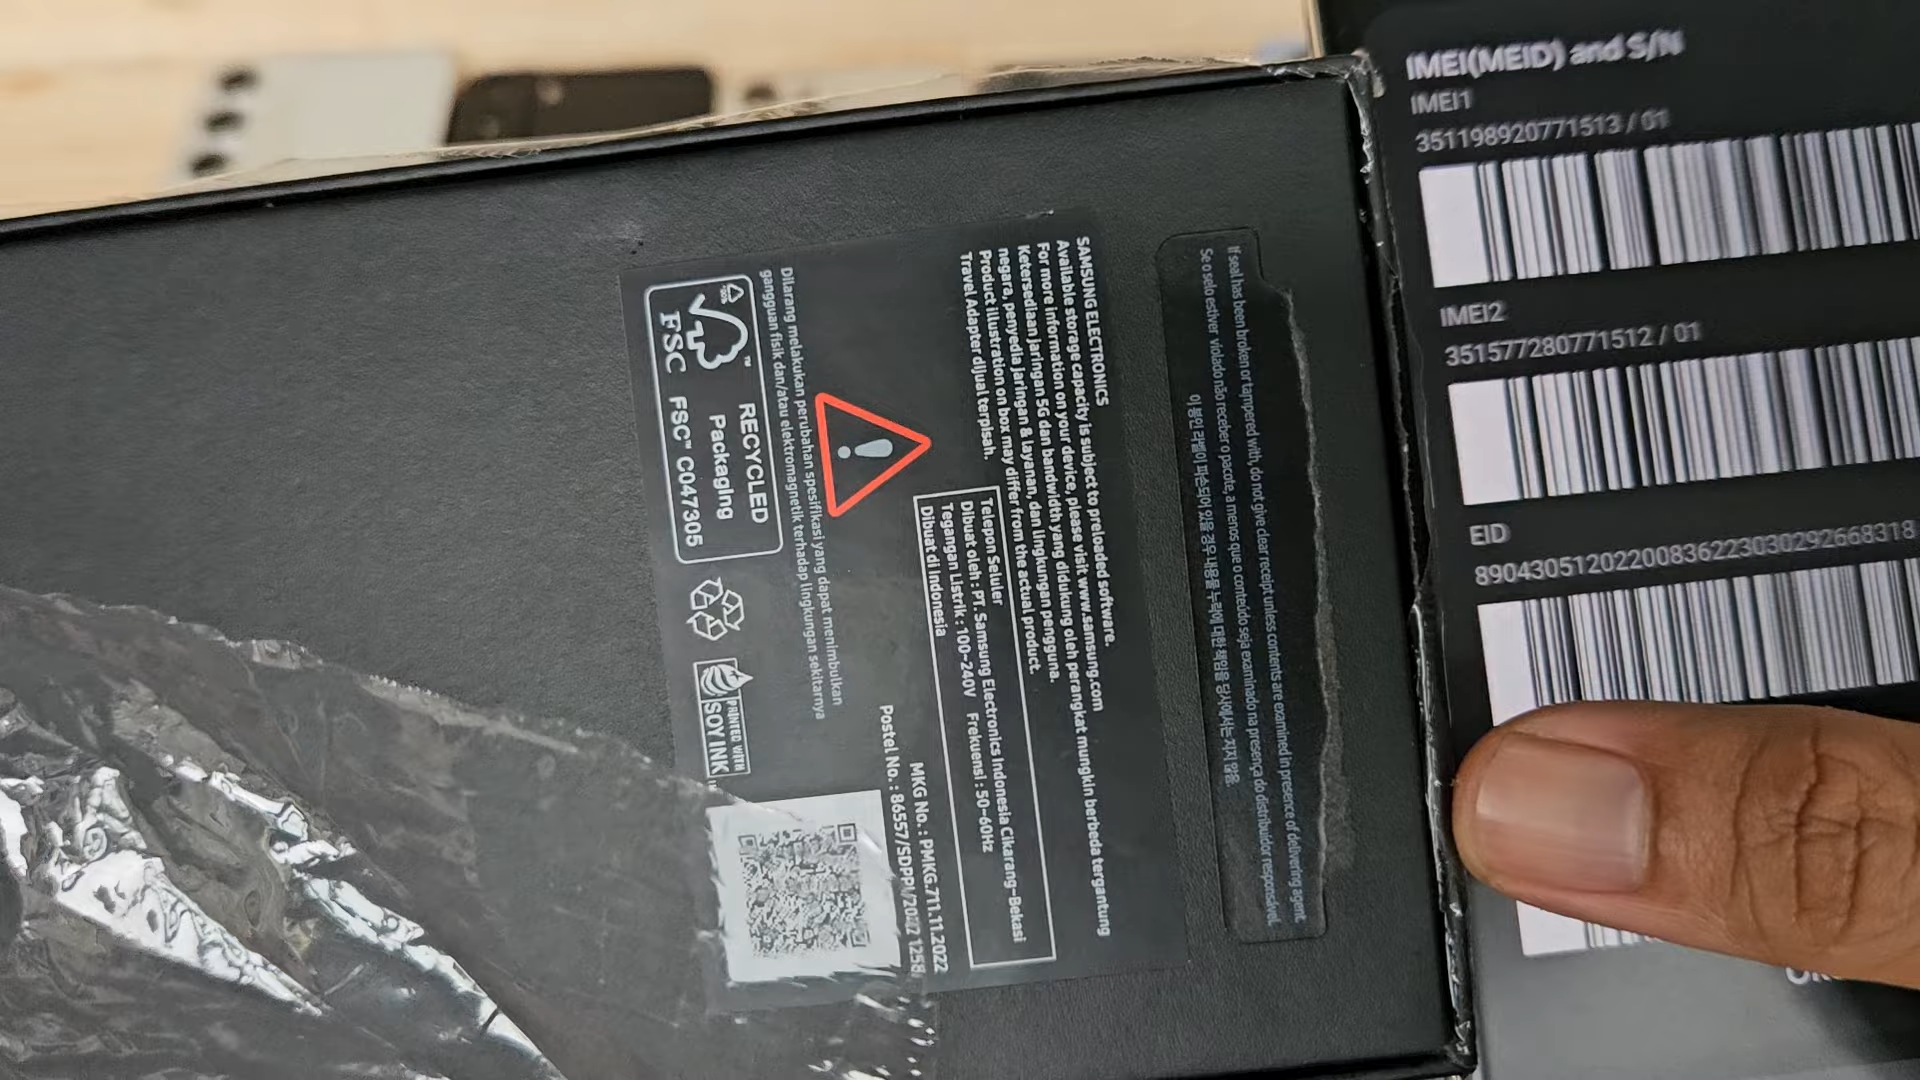 IMEI(MEID) and S/N
IMEI1
351198920771513 / 01
IMEI2
351577280771512 / 01
EID
89043051202200836223030292668318
If seal has been broken or tampered with, do not give clear receipt unless contents are examined in presence of delivering agent.
Se o selo estiver violado não receber o pacote, a menos que o conteúdo seja examinado na presença do distribuidor responsável.
이 봉인 라벨이 파손되어 있을 경우 내용물 누락에 대한 책임을 당사에서는 지지 않음.
SAMSUNG ELECTRONICS
Available storage capacity is subject to preloaded software.
For more information on your device, please visit www.samsung.com
Ketersediaan jaringan 5G dan bandwidth yang didukung oleh perangkat mungkin berbeda tergantung
negara, penyedia jaringan & layanan, dan lingkungan pengguna.
Product illustration on box may differ from the actual product.
Travel Adapter dijual terpisah.
Telepon Seluler
Dibuat oleh : PT. Samsung Electronics Indonesia Cikarang-Bekasi
Tegangan Listrik : 100~240V Frekuensi : 50~60Hz
Dibuat di Indonesia
MKG No. : PMKG.711.11.2022
Postel No. : 86557/SDPPI/2022 1258
Dilarang melakukan perubahan spesifikasi yang dapat menimbulkan
gangguan fisik dan/atau elektromagnetik terhadap lingkungan sekitarnya
FSC
RECYCLED
Packaging
FSC™ C047305
PRINTED WITH
SOY INK